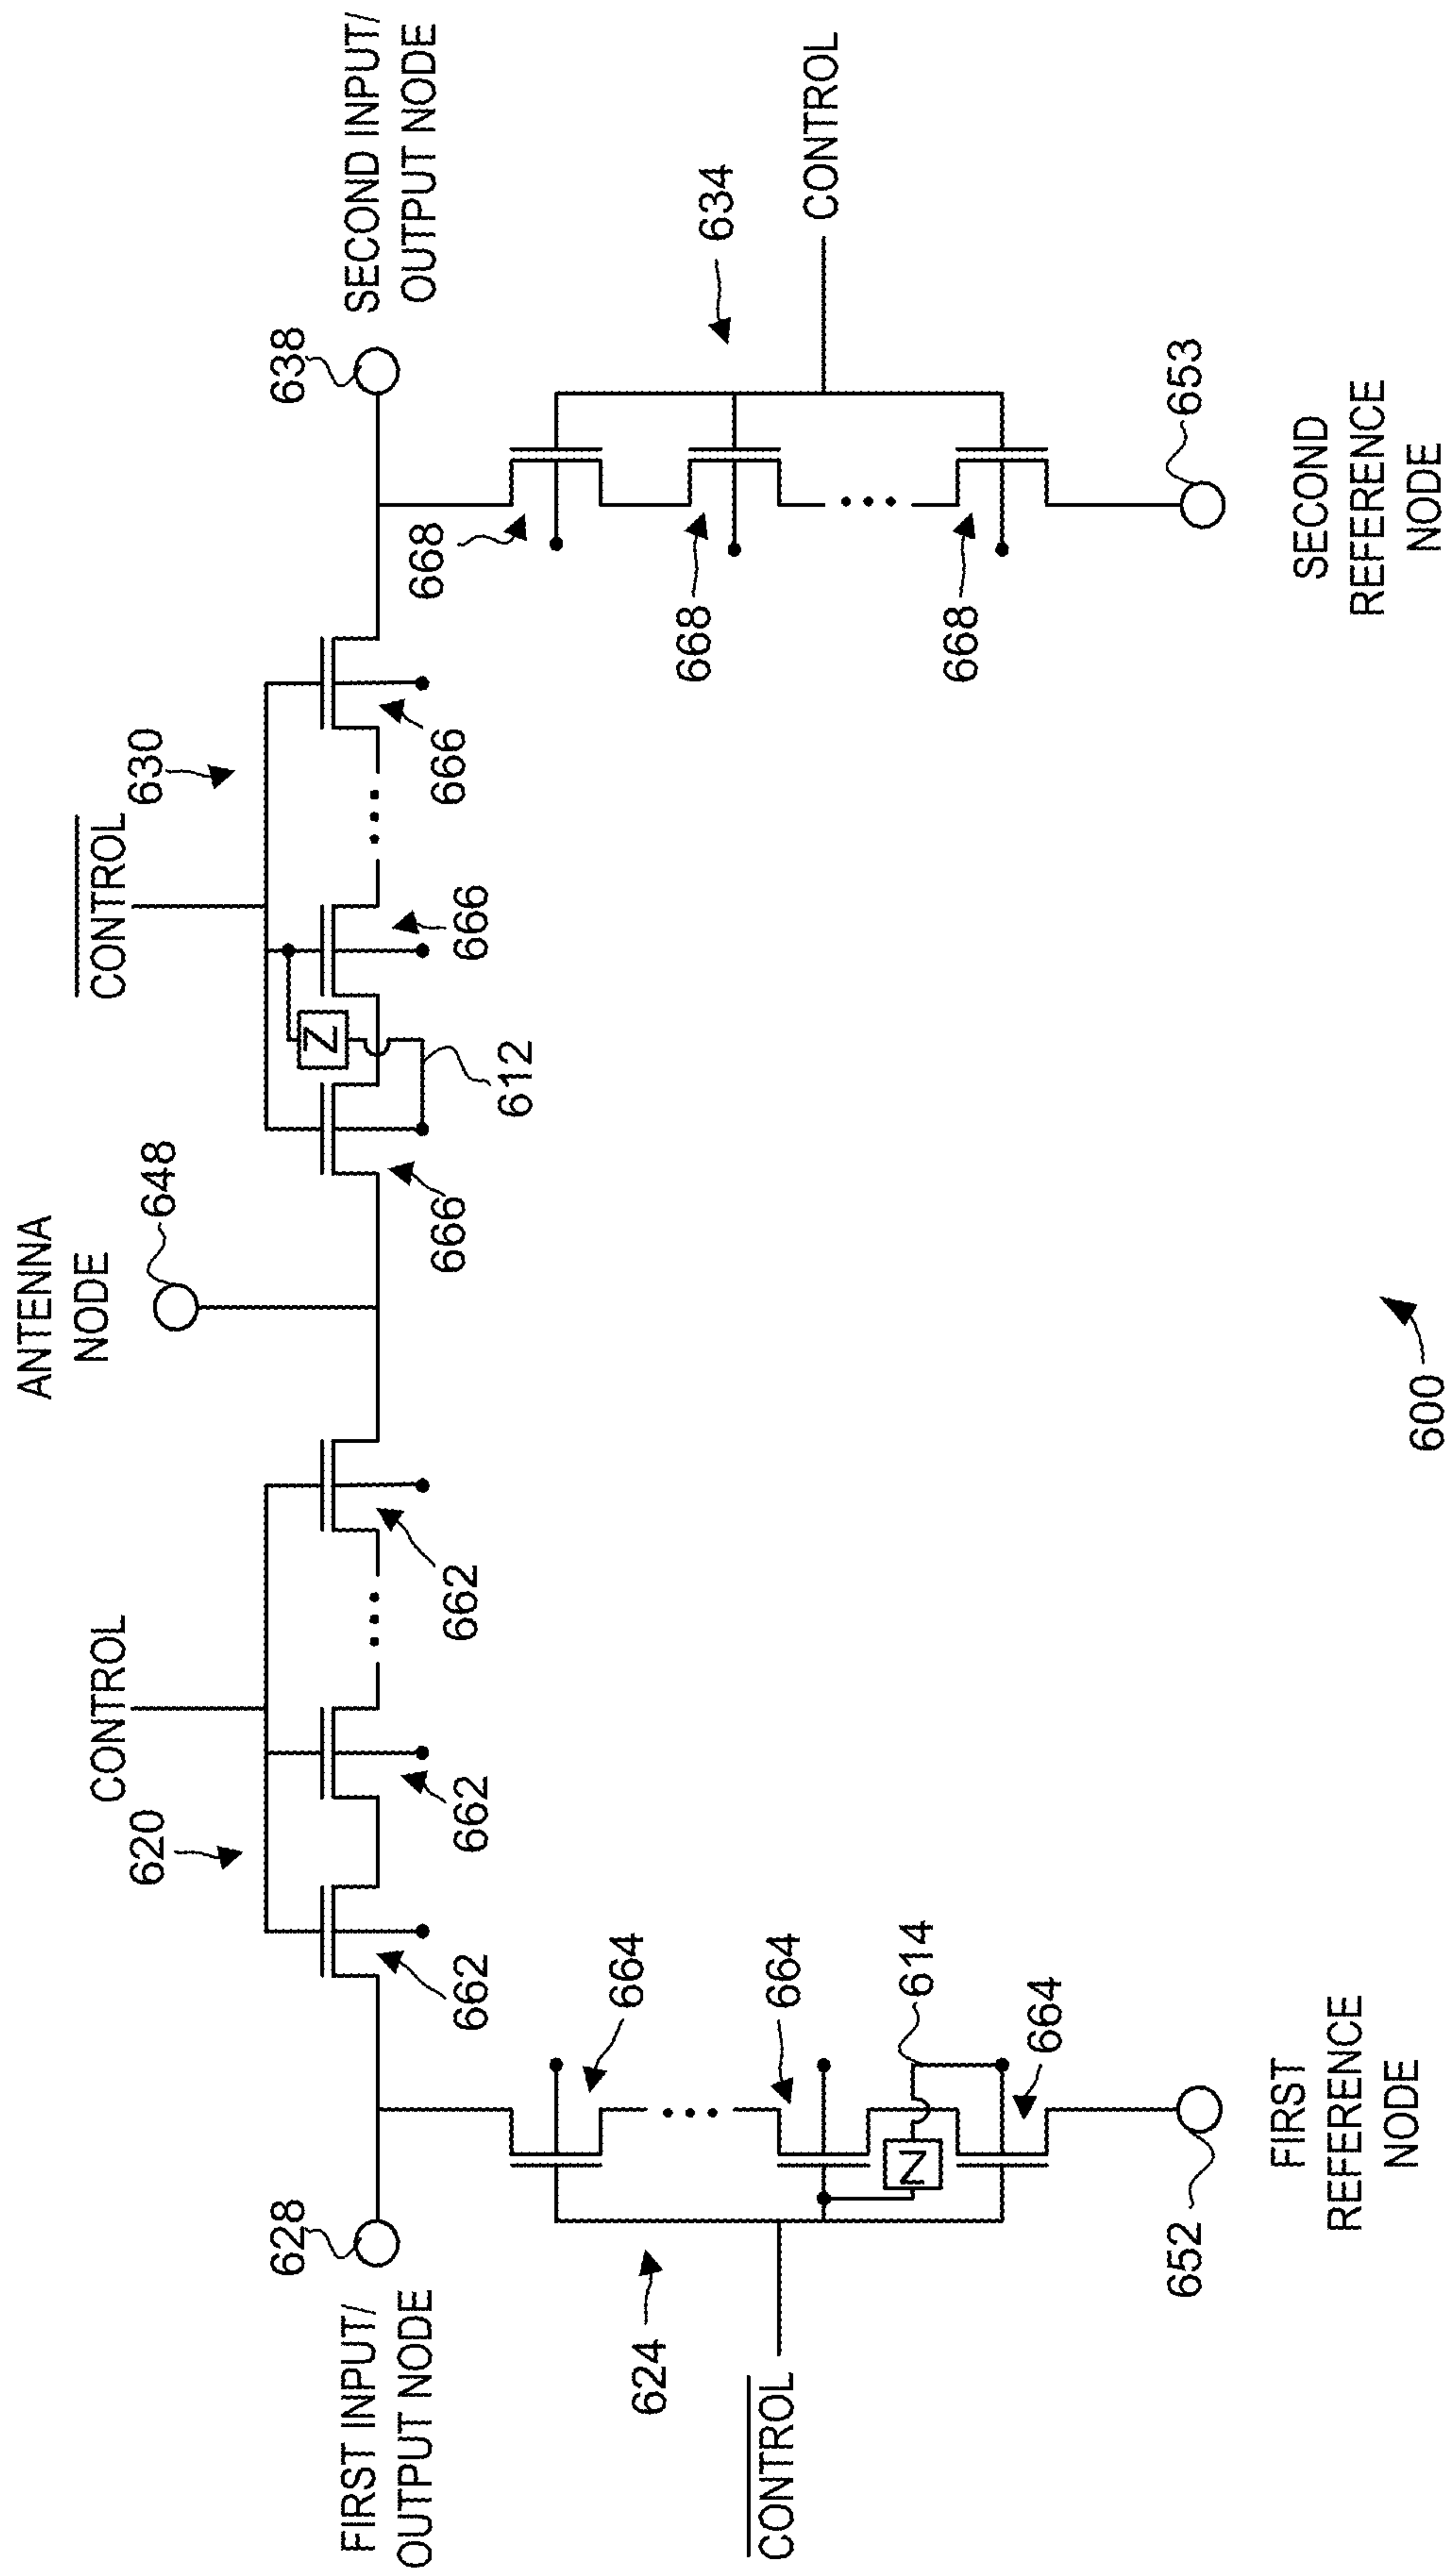 ANTENNA
NODE
648
CONTROL
620
CONTROL
630
628
FIRST INPUT/
OUTPUT NODE
662
662
662
666
612
666
666
638
SECOND INPUT/
OUTPUT NODE
624
CONTROL
664
664
614
664
668
668
668
634
CONTROL
652
FIRST
REFERENCE
NODE
653
SECOND
REFERENCE
NODE
Z
Z
600